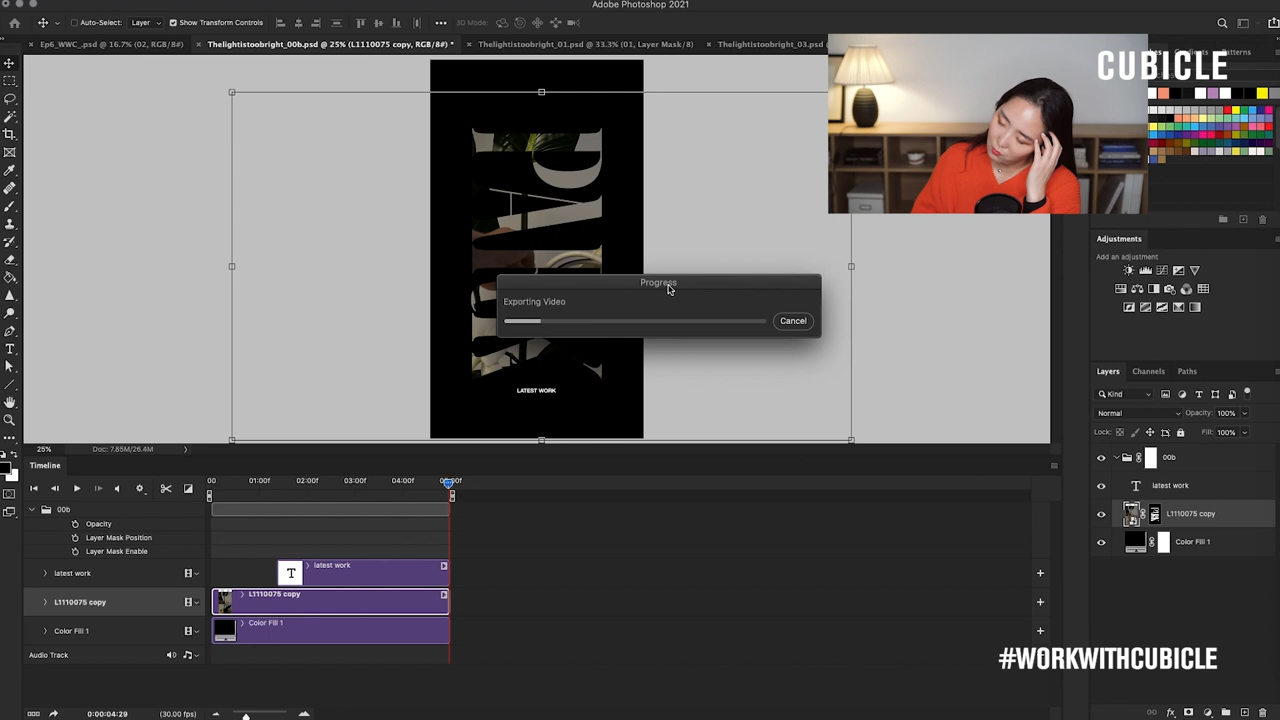 Adobe Photoshop 2021
Auto-Select: Layer Show Transform Controls 3D Mode:
Ep6_WWC_.psd @ 16.7% (02, RGB/8#)
Thelightistoobright_00b.psd @ 25% (L1110075 copy, RGB/8#) *
Thelightistoobright_01.psd @ 33.3% (01, Layer Mask/8)
Thelightistoobright_03.psd
Gradients
Patterns
CUBICLE
Adjustments
Add an adjustment
Progress
Exporting Video
Cancel
LATEST WORK
Layers Channels Paths
Kind
Normal Opacity: 100%
Lock: Fill: 100%
00b
latest work
L1110075 copy
Color Fill 1
25% Doc: 7.85M/26.4M
Timeline
00 01:00f 02:00f 03:00f 04:00f
00b
Opacity
Layer Mask Position
Layer Mask Enable
latest work
T latest work
L1110075 copy
L1110075 copy
Color Fill 1
Color Fill 1
Audio Track
0:00:04:29 (30.00 fps)
#WORKWITHCUBICLE